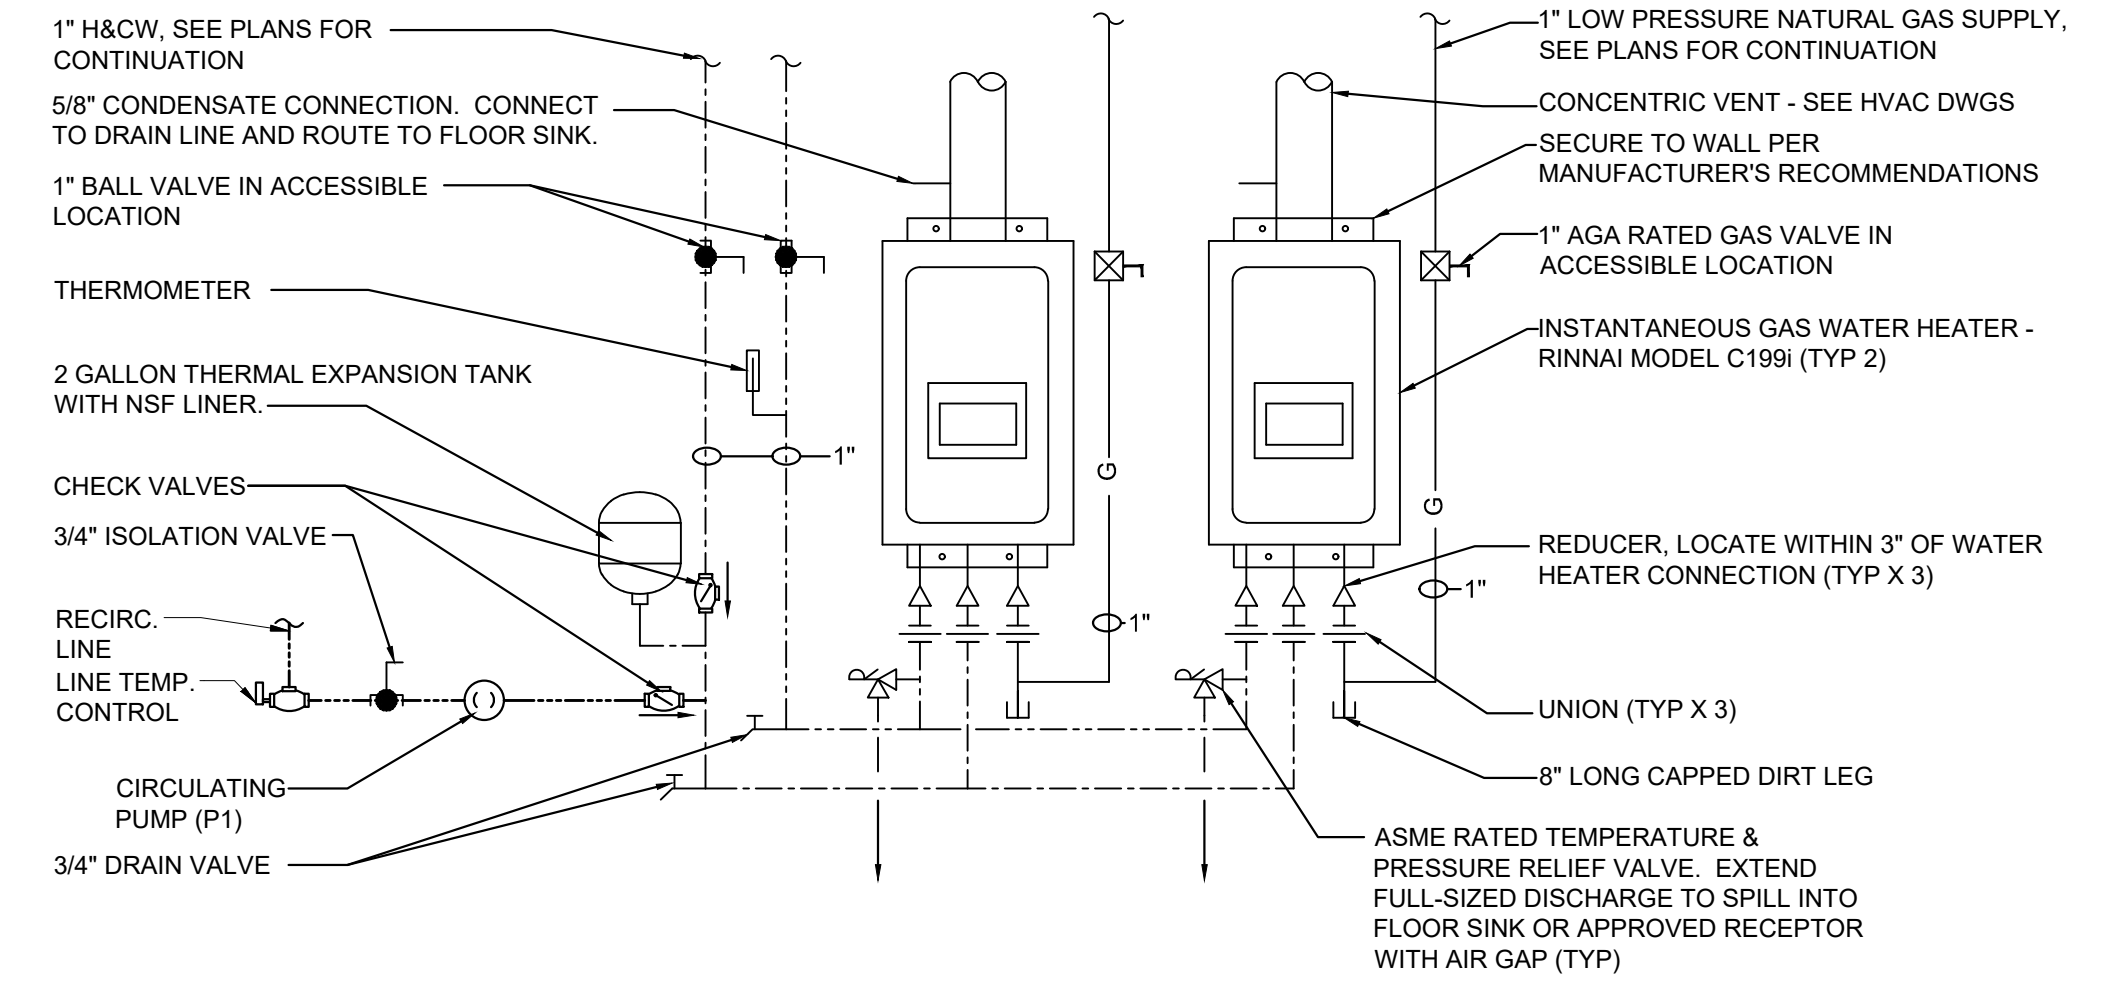 1" H&CW, SEE PLANS FOR
CONTINUATION
5/8" CONDENSATE CONNECTION.  CONNECT
TO DRAIN LINE AND ROUTE TO FLOOR SINK.
1" BALL VALVE IN ACCESSIBLE
LOCATION
THERMOMETER
2 GALLON THERMAL EXPANSION TANK
WITH NSF LINER.
CHECK VALVES
3/4" ISOLATION VALVE
RECIRC.
LINE
LINE TEMP.
CONTROL
CIRCULATING
PUMP (P1)
3/4" DRAIN VALVE
1"
G
1"
G
1"
1" LOW PRESSURE NATURAL GAS SUPPLY,
SEE PLANS FOR CONTINUATION
CONCENTRIC VENT - SEE HVAC DWGS
SECURE TO WALL PER
MANUFACTURER'S RECOMMENDATIONS
1" AGA RATED GAS VALVE IN
ACCESSIBLE LOCATION
INSTANTANEOUS GAS WATER HEATER -
RINNAI MODEL C199i (TYP 2)
REDUCER, LOCATE WITHIN 3" OF WATER
HEATER CONNECTION (TYP X 3)
UNION (TYP X 3)
8" LONG CAPPED DIRT LEG
ASME RATED TEMPERATURE &
PRESSURE RELIEF VALVE.  EXTEND
FULL-SIZED DISCHARGE TO SPILL INTO
FLOOR SINK OR APPROVED RECEPTOR
WITH AIR GAP (TYP)